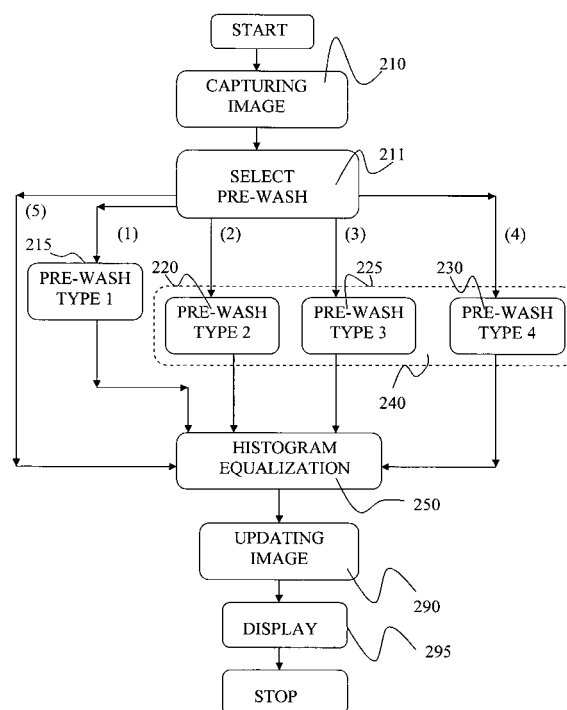 START
210
CAPTURING
IMAGE
211
SELECT
PRE-WASH
(5)
(1)
(2)
(3)
(4)
215
220
225
230
PRE-WASH
TYPE 1
PRE-WASH
TYPE 2
PRE-WASH
TYPE 3
PRE-WASH
TYPE 4
240
HISTOGRAM
EQUALIZATION
250
UPDATING
IMAGE
290
DISPLAY
295
STOP